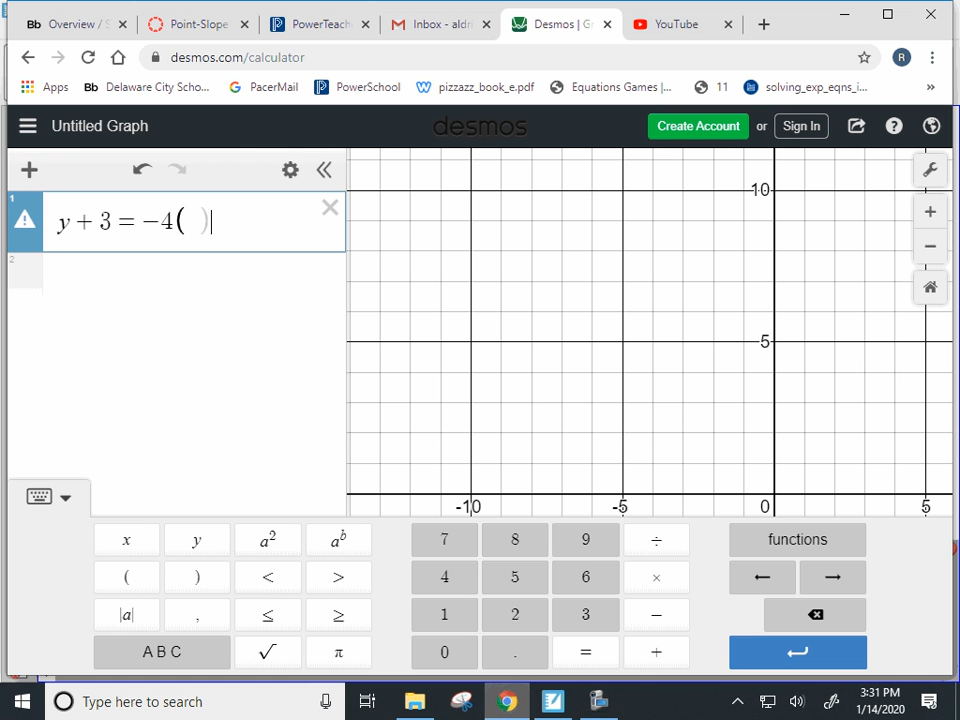 Bb Overview / S
Point-Slope
PowerTeach
Inbox - aldr
Desmos | Gr
YouTube
desmos.com/calculator
R
Apps
Bb Delaware City Scho...
PacerMail
PowerSchool
pizzazz_book_e.pdf
Equations Games |...
11
solving_exp_eqns_i...
»
Untitled Graph
desmos
Create Account or Sign In
1
y + 3 = −4( )
2
10
5
-10
-5
0
5
x y a² aᵇ 7 8 9 ÷ functions
( ) < > 4 5 6 × ← →
|a| , ≤ ≥ 1 2 3 −
A B C √ π 0 . = +
Type here to search
3:31 PM
1/14/2020